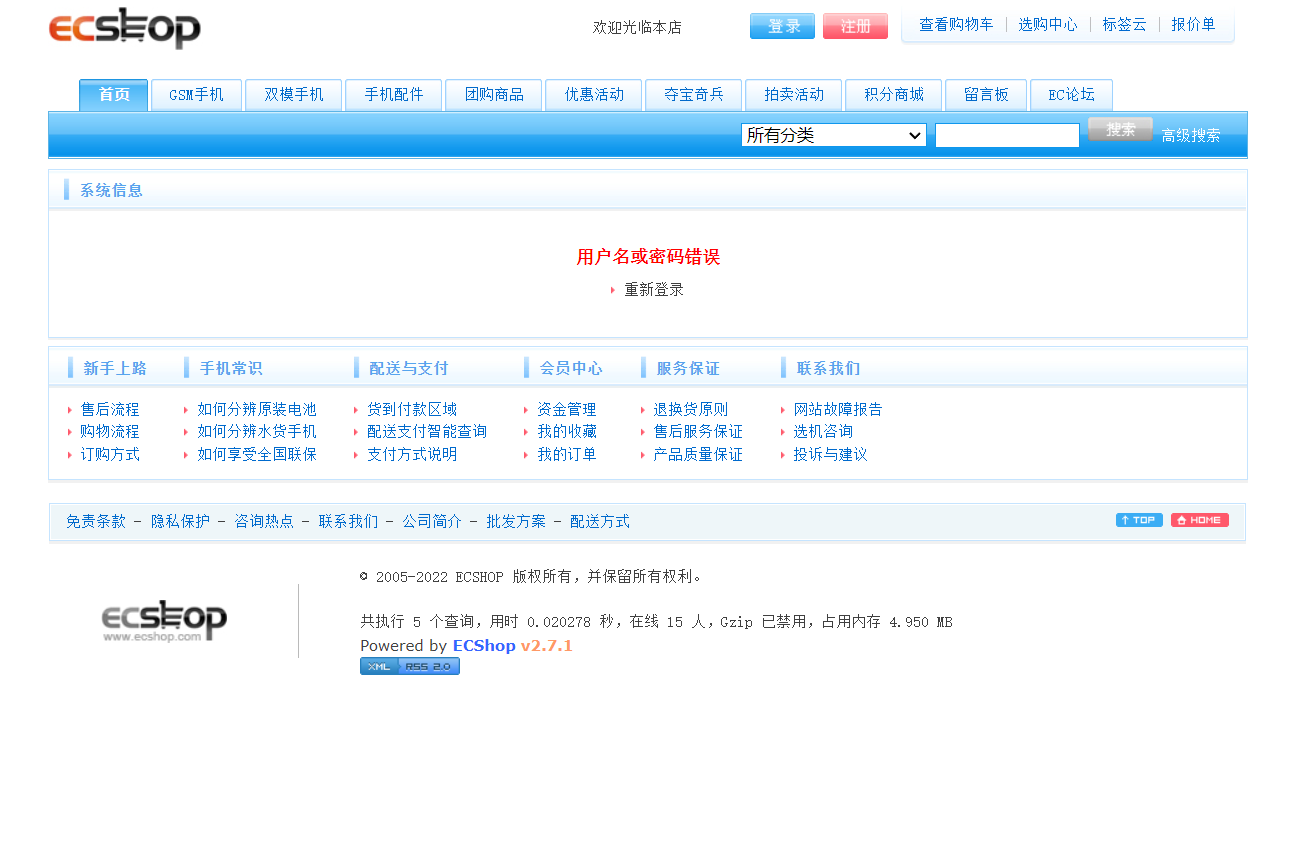 ECSHOP
欢迎光临本店 登录 注册 查看购物车 | 选购中心 | 标签云 | 报价单
首页 GSM手机 双模手机 手机配件 团购商品 优惠活动 夺宝奇兵 拍卖活动 积分商城 留言板 EC论坛
所有分类 搜索 高级搜索
系统信息
用户名或密码错误
重新登录
新手上路 手机常识 配送与支付 会员中心 服务保证 联系我们
售后流程 如何分辨原装电池 货到付款区域 资金管理 退换货原则 网站故障报告
购物流程 如何分辨水货手机 配送支付智能查询 我的收藏 售后服务保证 选机咨询
订购方式 如何享受全国联保 支付方式说明 我的订单 产品质量保证 投诉与建议
免责条款 - 隐私保护 - 咨询热点 - 联系我们 - 公司简介 - 批发方案 - 配送方式 TOP HOME
© 2005-2022 ECSHOP 版权所有，并保留所有权利。
ecshop
www.ecshop.com
共执行 5 个查询，用时 0.020278 秒，在线 15 人，Gzip 已禁用，占用内存 4.950 MB
Powered by ECShop v2.7.1
XML RSS 2.0